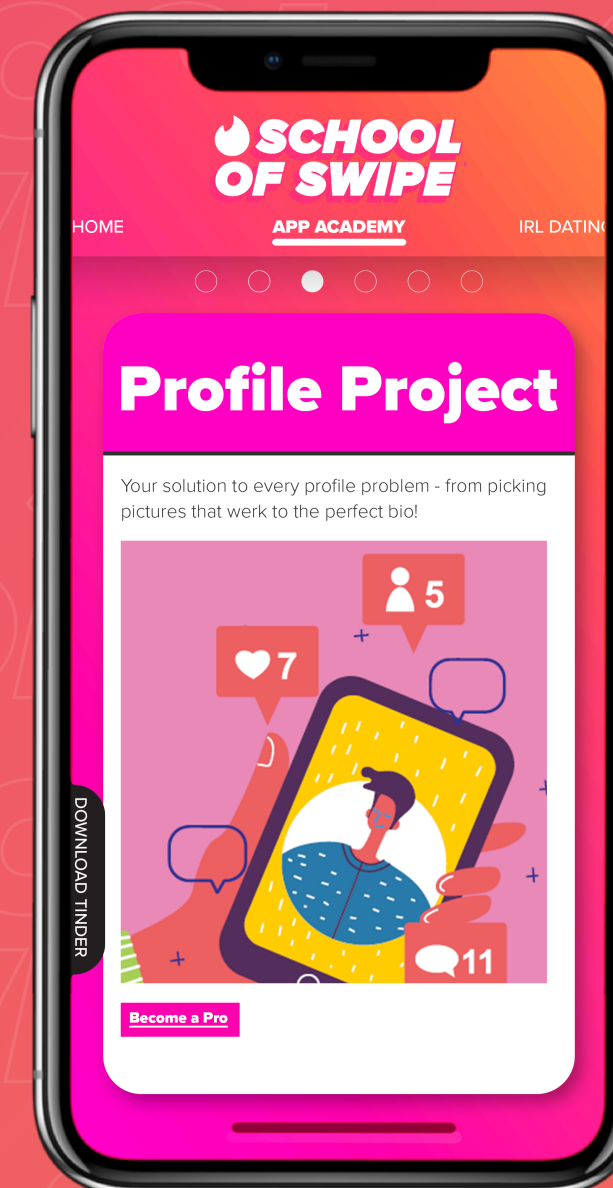 SCHOOL
OF SWIPE
HOME
APP ACADEMY
IRL DATING
Profile Project
Your solution to every profile problem - from picking
pictures that werk to the perfect bio!
5
7
11
DOWNLOAD TINDER
Become a Pro